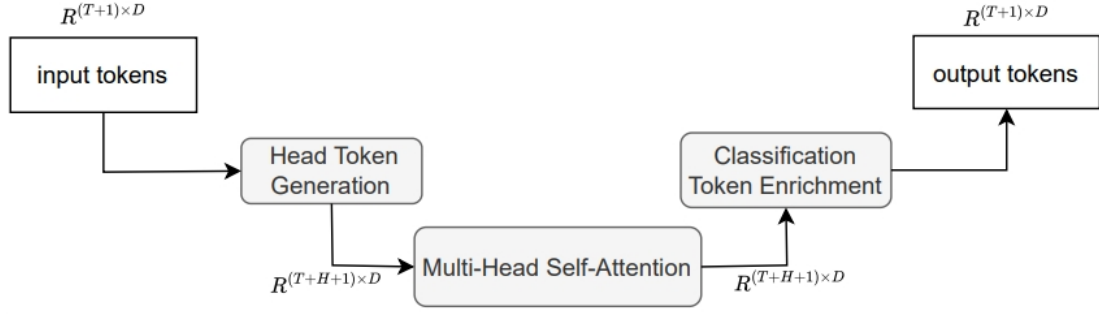 R^{(T+1)×D}
input tokens
R^{(T+1)×D}
output tokens
Head Token
Generation
Classification
Token Enrichment
Multi-Head Self-Attention
R^{(T+H+1)×D}
R^{(T+H+1)×D}